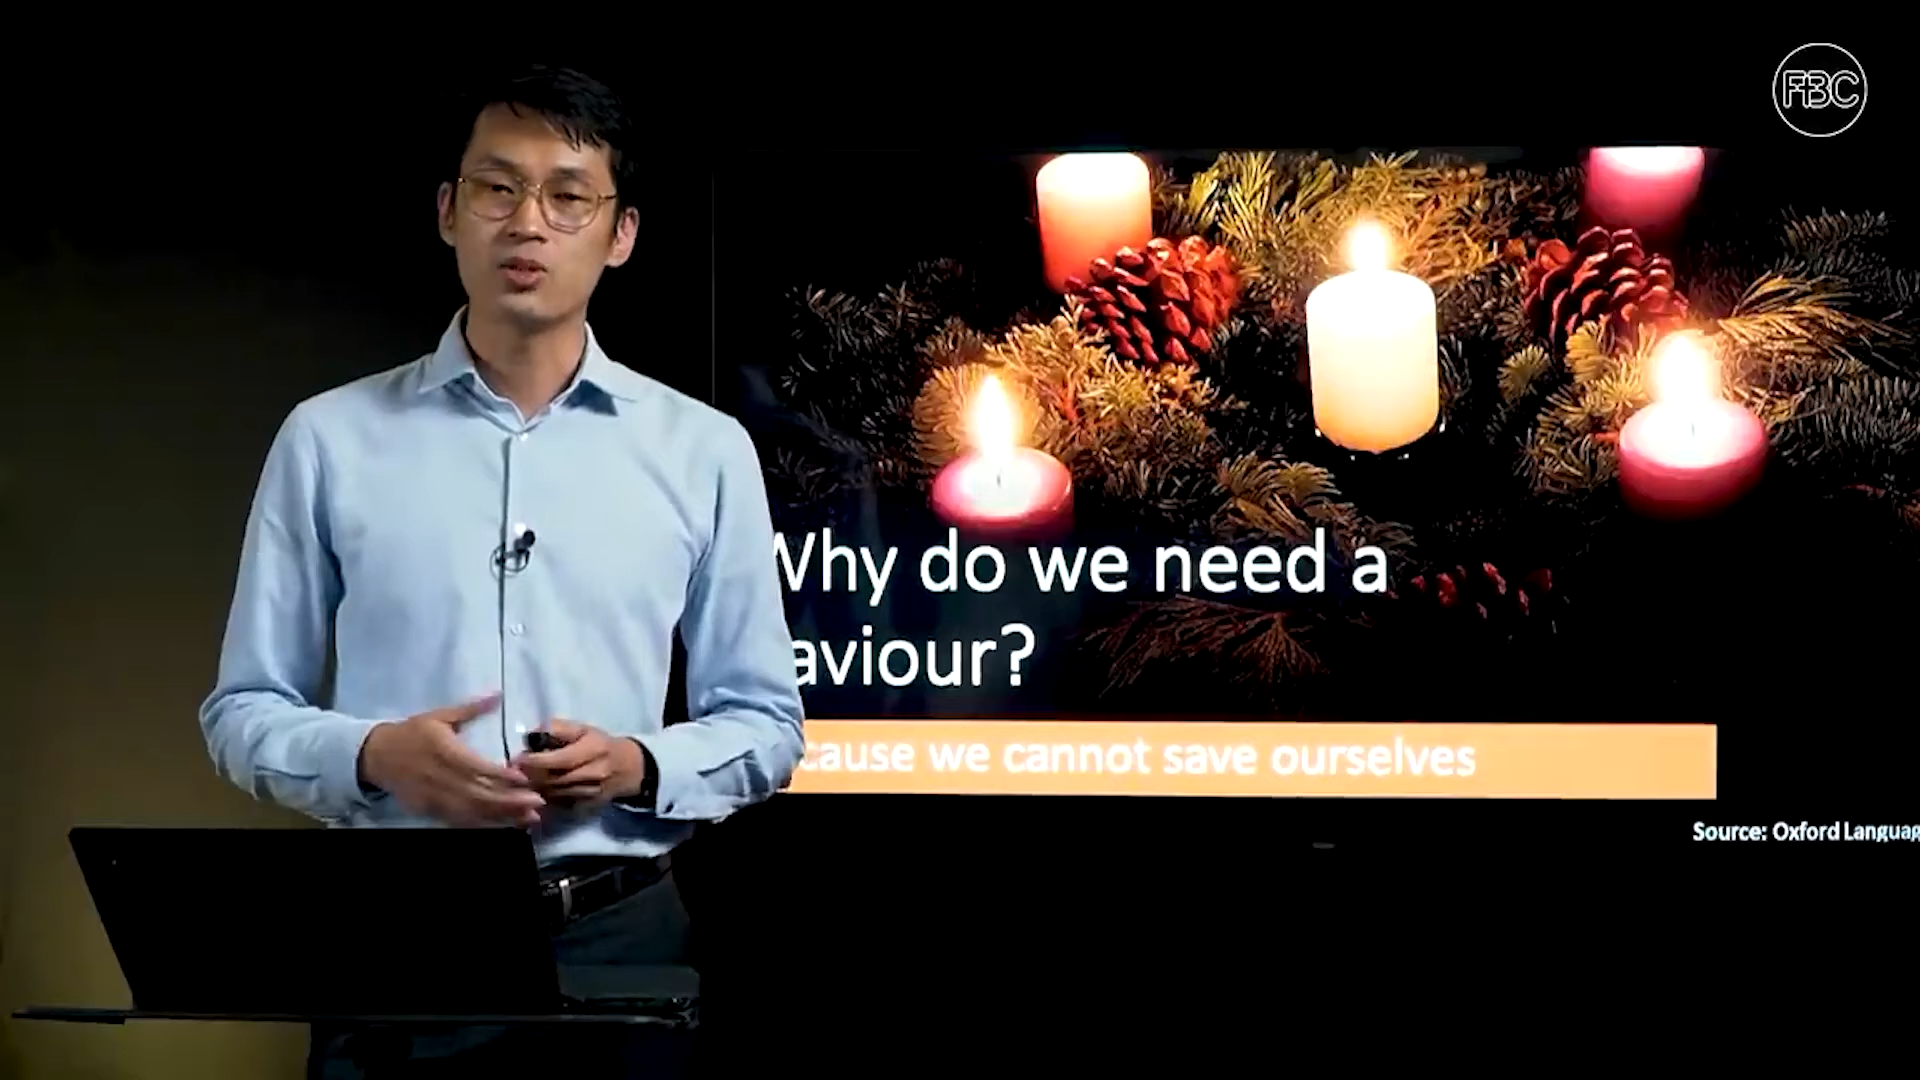 FBC
Why do we need a
aviour?
cause we cannot save ourselves
Source: Oxford Languag